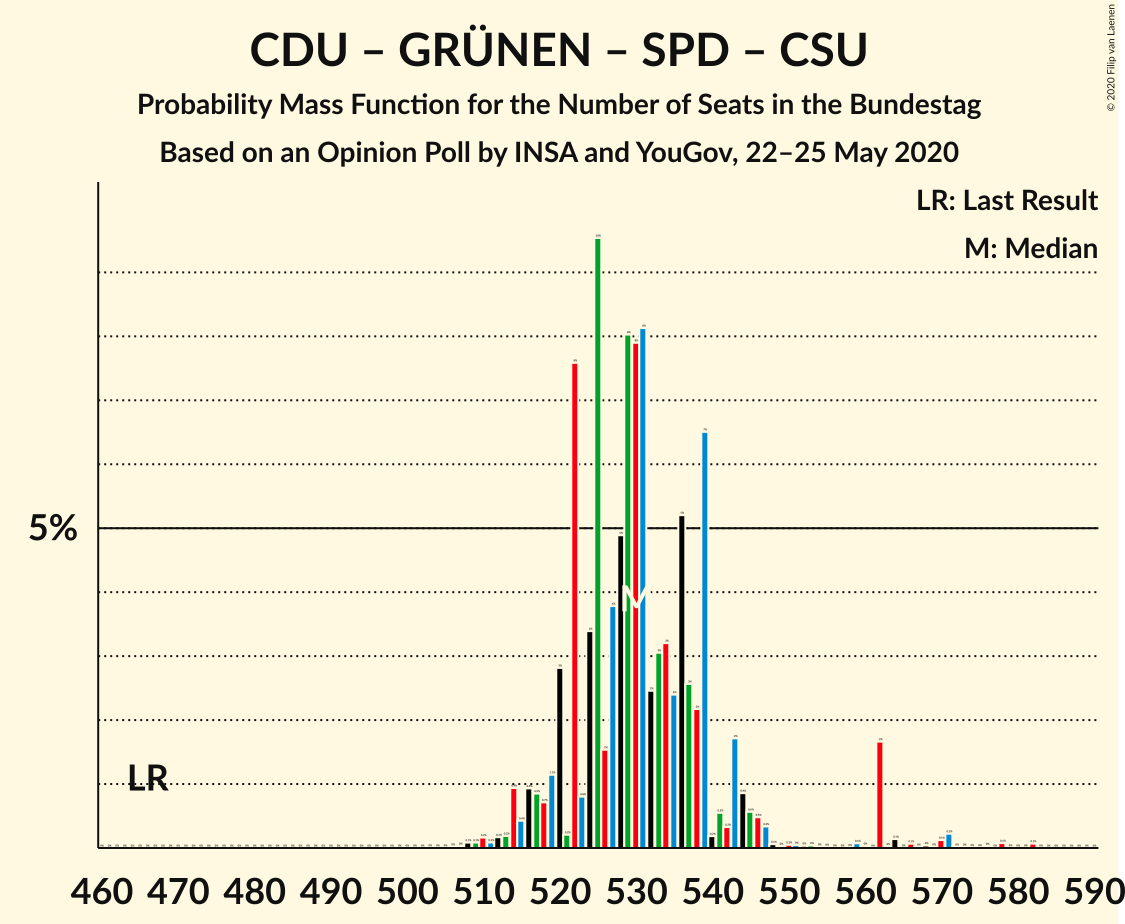 CDU – GRÜNEN – SPD – CSU
Probability Mass Function for the Number of Seats in the Bundestag
Based on an Opinion Poll by INSA and YouGov, 22–25 May 2020
© 2020 Filip van Laenen
LR: Last Result
M: Median
5%
M
LR
460 470 480 490 500 510 520 530 540 550 560 570 580 590